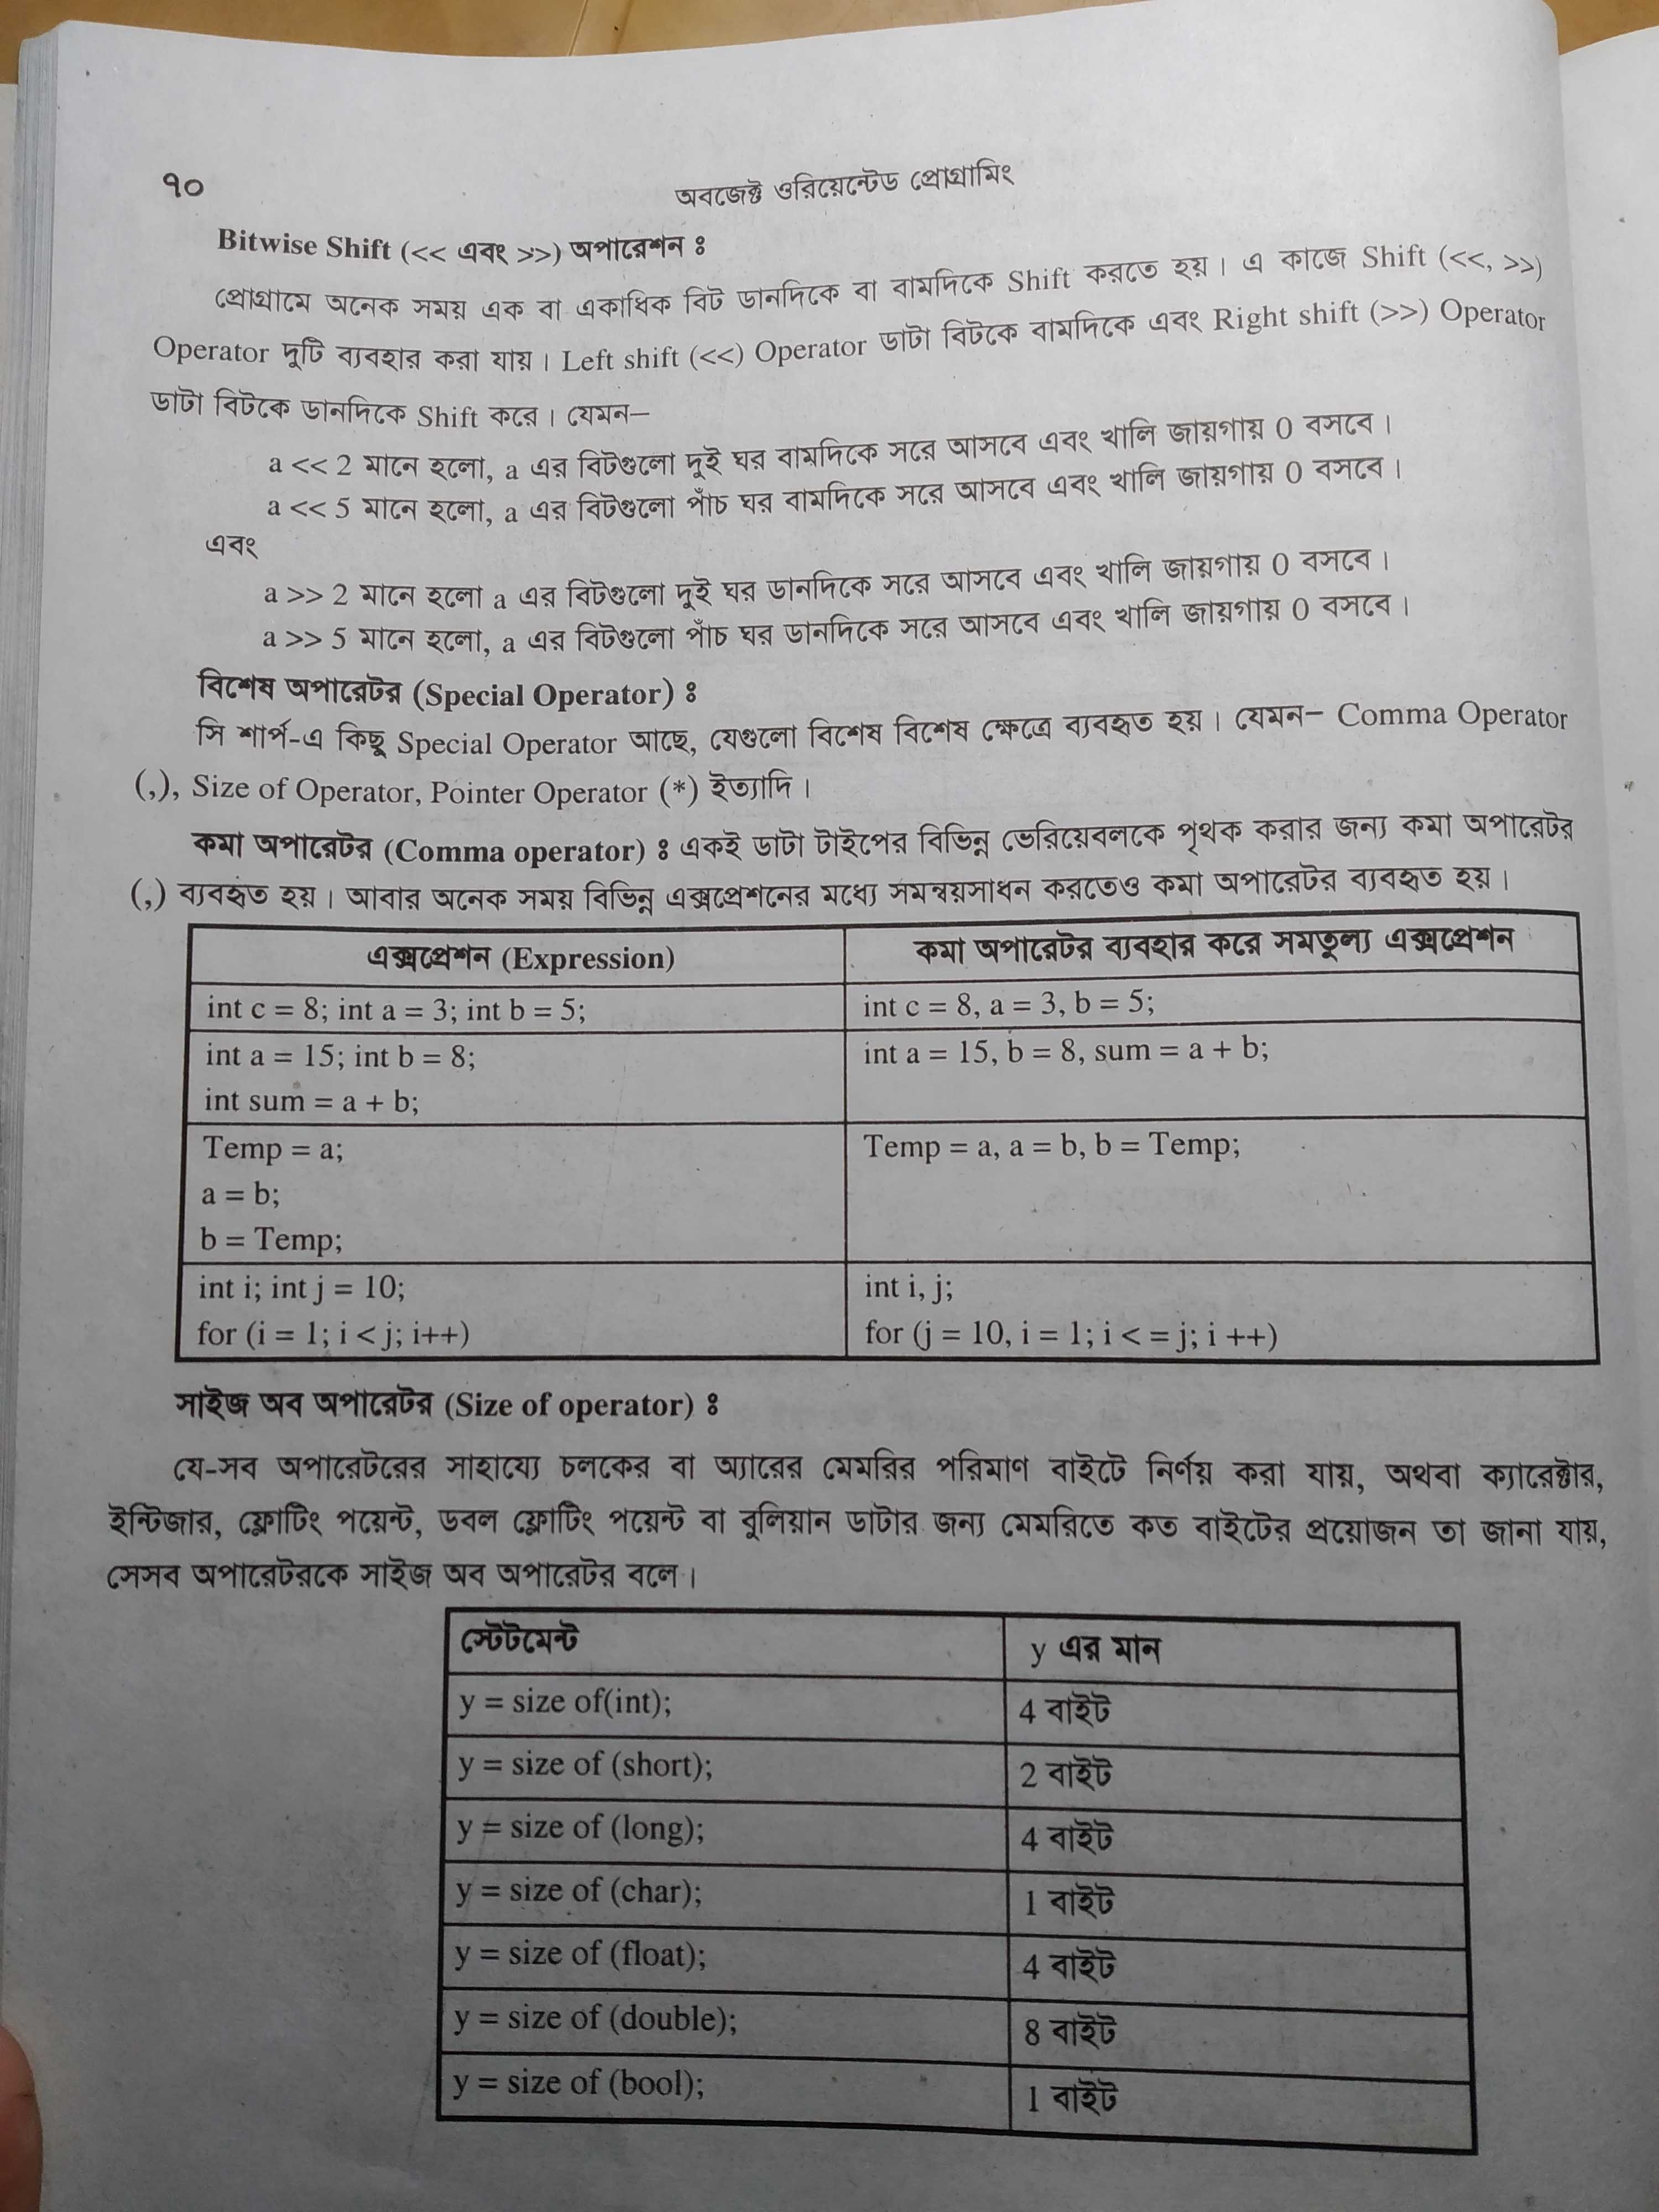 ৭০
অবজেক্ট ওরিয়েন্টেড প্রোগ্রামিং
Bitwise Shift (<< এবং >>) অপারেশন ঃ
প্রোগ্রামে অনেক সময় এক বা একাধিক বিট ডানদিকে বা বামদিকে Shift করতে হয়। এ কাজে Shift (<<, >>)
Operator দুটি ব্যবহার করা যায়। Left shift (<<) Operator ডাটা বিটকে বামদিকে এবং Right shift (>>) Operator
ডাটা বিটকে ডানদিকে Shift করে। যেমন—
a << 2 মানে হলো, a এর বিটগুলো দুই ঘর বামদিকে সরে আসবে এবং খালি জায়গায় 0 বসবে।
a << 5 মানে হলো, a এর বিটগুলো পাঁচ ঘর বামদিকে সরে আসবে এবং খালি জায়গায় 0 বসবে।
এবং
a >> 2 মানে হলো a এর বিটগুলো দুই ঘর ডানদিকে সরে আসবে এবং খালি জায়গায় 0 বসবে।
a >> 5 মানে হলো, a এর বিটগুলো পাঁচ ঘর ডানদিকে সরে আসবে এবং খালি জায়গায় 0 বসবে।
বিশেষ অপারেটর (Special Operator) ঃ
সি শার্প-এ কিছু Special Operator আছে, যেগুলো বিশেষ বিশেষ ক্ষেত্রে ব্যবহৃত হয়। যেমন— Comma Operator
(,), Size of Operator, Pointer Operator (*) ইত্যাদি।
কমা অপারেটর (Comma operator) ঃ একই ডাটা টাইপের বিভিন্ন ভেরিয়েবলকে পৃথক করার জন্য কমা অপারেটর
(,) ব্যবহৃত হয়। আবার অনেক সময় বিভিন্ন এক্সপ্রেশনের মধ্যে সমন্বয়সাধন করতেও কমা অপারেটর ব্যবহৃত হয়।
এক্সপ্রেশন (Expression) কমা অপারেটর ব্যবহার করে সমতুল্য এক্সপ্রেশন
int c = 8; int a = 3; int b = 5; int c = 8, a = 3, b = 5;
int a = 15; int b = 8; int a = 15, b = 8, sum = a + b;
int sum = a + b;
Temp = a; Temp = a, a = b, b = Temp;
a = b;
b = Temp;
int i; int j = 10; int i, j;
for (i = 1; i < j; i++) for (j = 10, i = 1; i < = j; i ++)
সাইজ অব অপারেটর (Size of operator) ঃ
যে-সব অপারেটরের সাহায্যে চলকের বা অ্যারের মেমরির পরিমাণ বাইটে নির্ণয় করা যায়, অথবা ক্যারেক্টার,
ইন্টিজার, ফ্লোটিং পয়েন্ট, ডবল ফ্লোটিং পয়েন্ট বা বুলিয়ান ডাটার জন্য মেমরিতে কত বাইটের প্রয়োজন তা জানা যায়,
সেসব অপারেটরকে সাইজ অব অপারেটর বলে।
স্টেটমেন্ট y এর মান
y = size of(int); 4 বাইট
y = size of (short); 2 বাইট
y = size of (long); 4 বাইট
y = size of (char); 1 বাইট
y = size of (float); 4 বাইট
y = size of (double); 8 বাইট
y = size of (bool); 1 বাইট